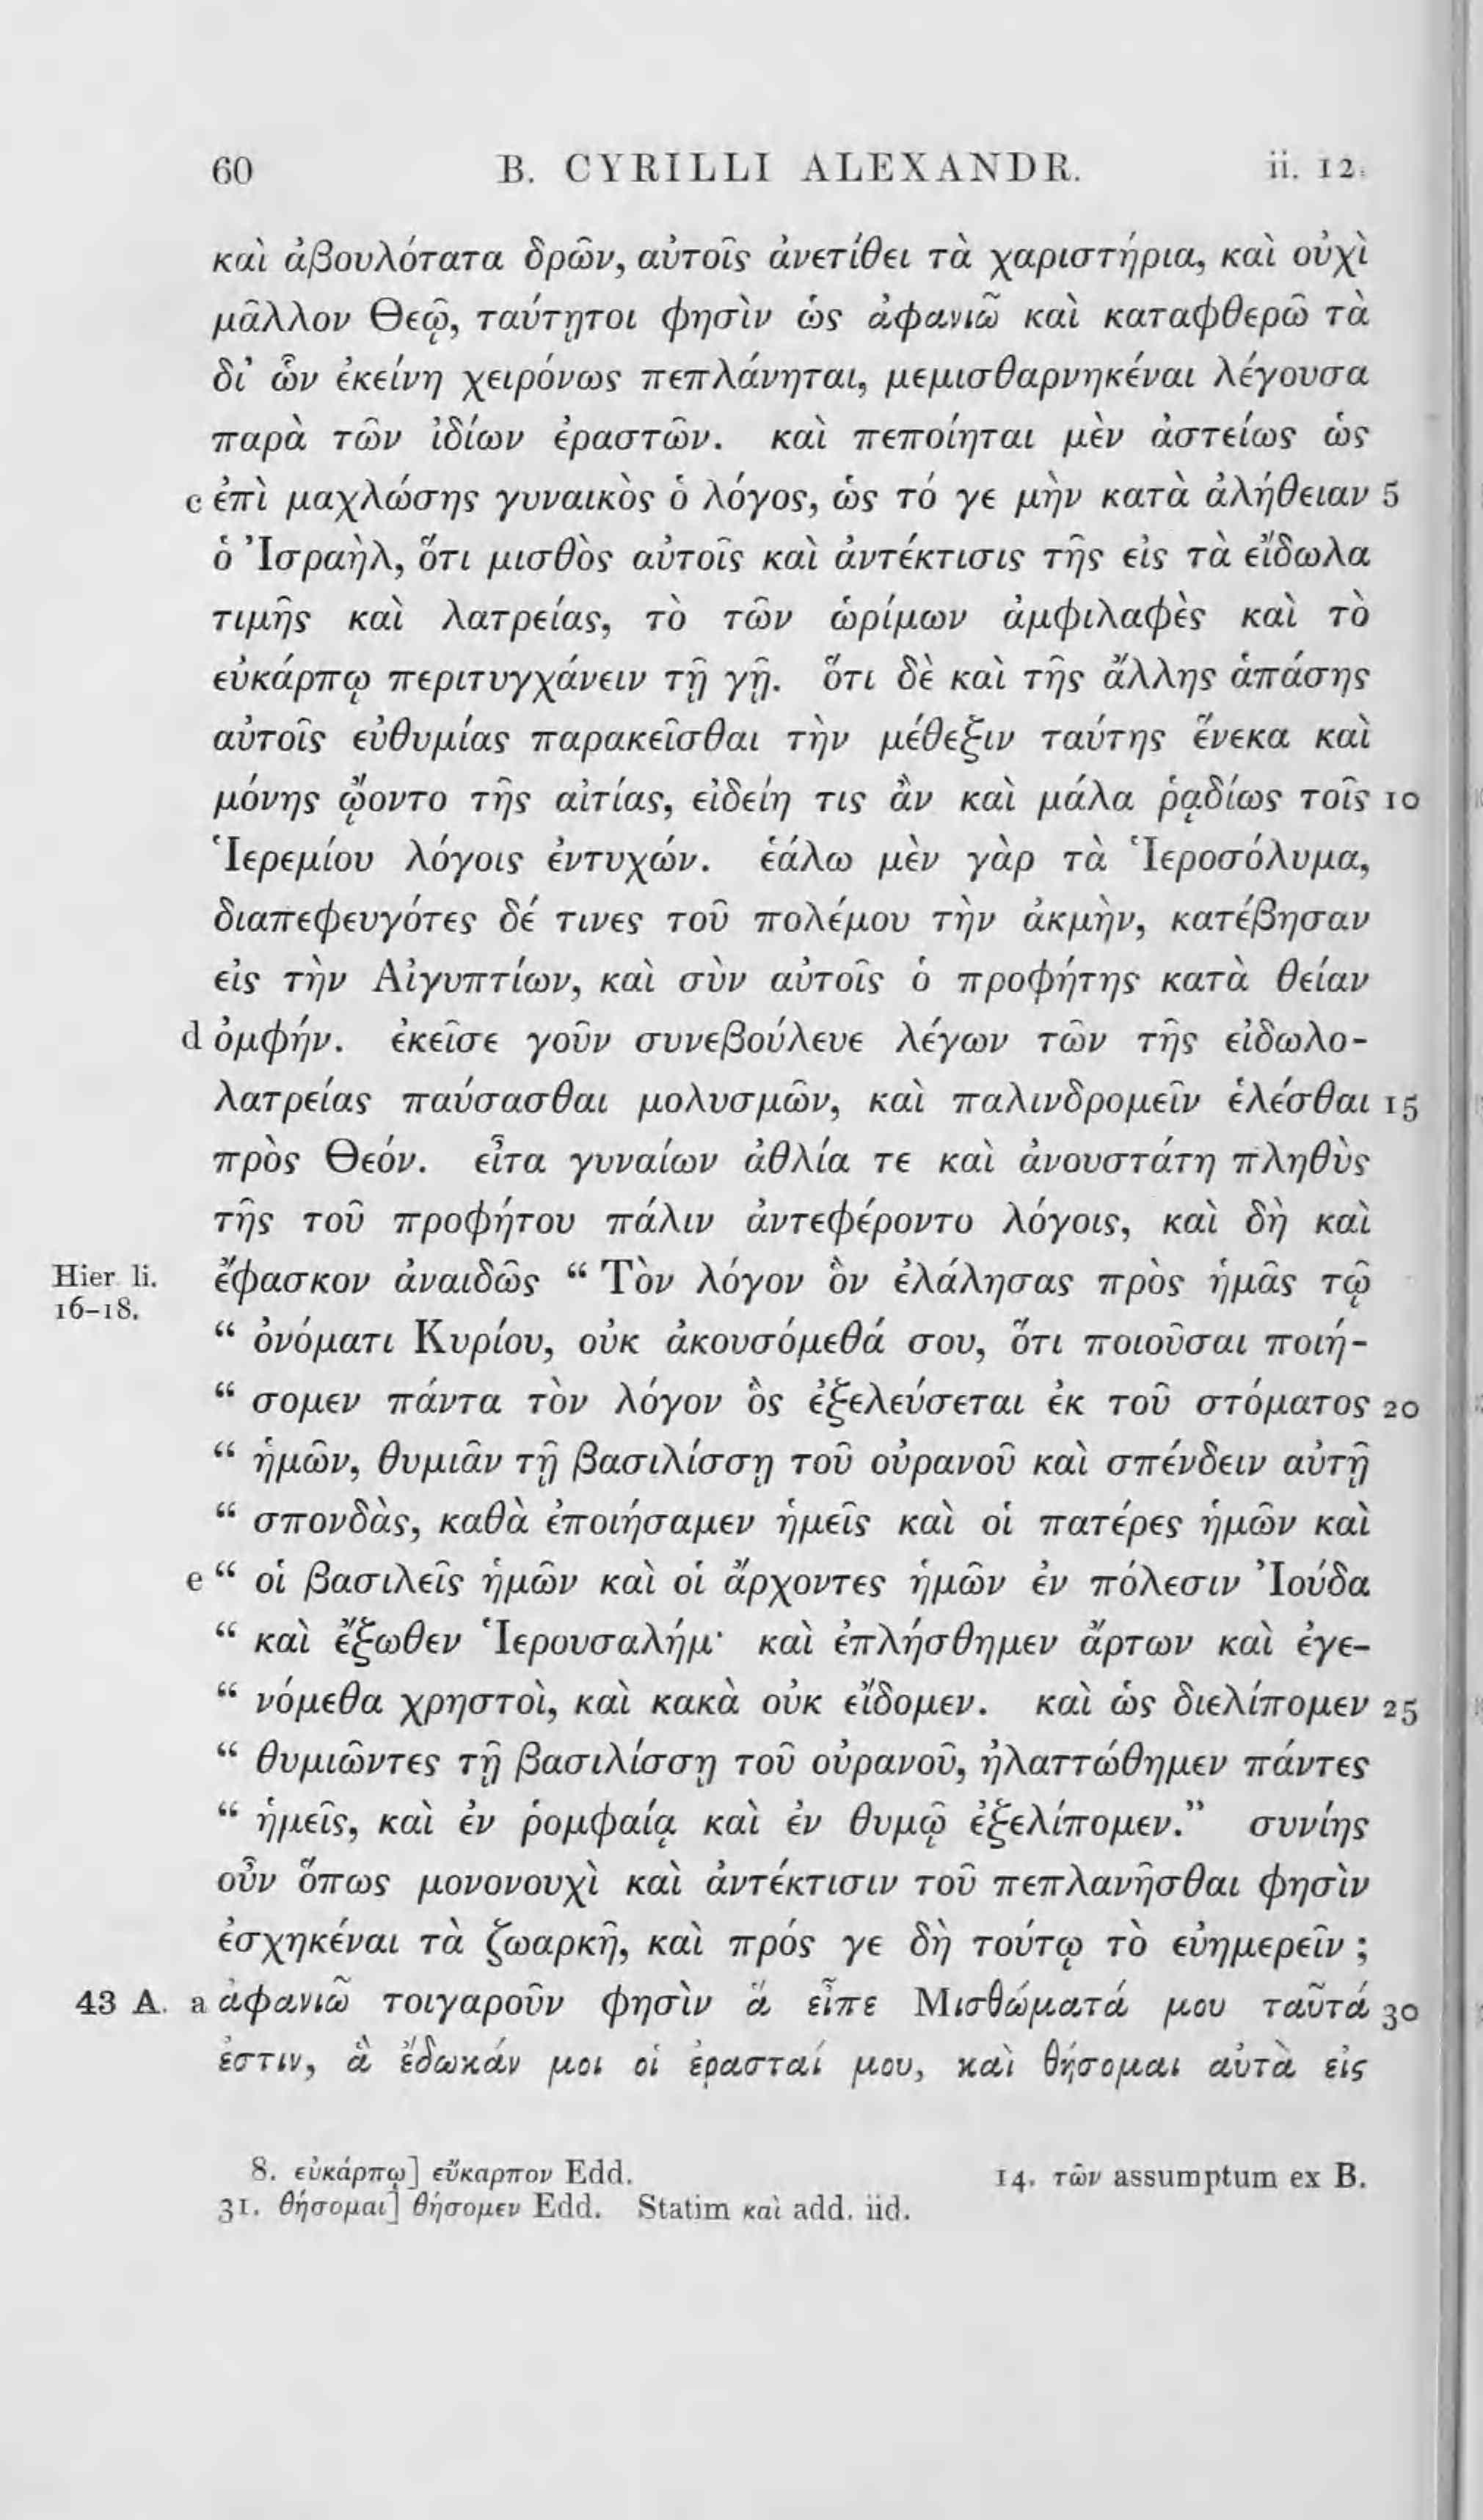 60 B. CYRILLI ALEXANDR. ii. 12.
καὶ ἀβουλότατα δρῶν, αὐτοῖς ἀνετίθει τὰ χαριστήρια, καὶ οὐχὶ
μᾶλλον Θεῷ, ταύτῃτοι φησὶν ὡς ἀφανιῶ καὶ καταφθερῶ τὰ
δι’ ὧν ἐκείνη χειρόνως πεπλάνηται, μεμισθαρνηκέναι λέγουσα
παρὰ τῶν ἰδίων ἐραστῶν. καὶ πεποίηται μὲν ἀστείως ὡς
c ἐπὶ μαχλώσης γυναικὸς ὁ λόγος, ὡς τό γε μὴν κατὰ ἀλήθειαν 5
ὁ Ἰσραὴλ, ὅτι μισθὸς αὐτοῖς καὶ ἀντέκτισις τῆς εἰς τὰ εἴδωλα
τιμῆς καὶ λατρείας, τὸ τῶν ὡρίμων ἀμφιλαφὲς καὶ τὸ
εὐκάρπῳ περιτυγχάνειν τῇ γῇ. ὅτι δὲ καὶ τῆς ἄλλης ἁπάσης
αὐτοῖς εὐθυμίας παρακεῖσθαι τὴν μέθεξιν ταύτης ἕνεκα καὶ
μόνης ᾤοντο τῆς αἰτίας, εἰδείη τις ἂν καὶ μάλα ῥᾳδίως τοῖς 10
Ἱερεμίου λόγοις ἐντυχών. ἑάλω μὲν γὰρ τὰ Ἱεροσόλυμα,
διαπεφευγότες δέ τινες τοῦ πολέμου τὴν ἀκμὴν, κατέβησαν
εἰς τὴν Αἰγυπτίων, καὶ σὺν αὐτοῖς ὁ προφήτης κατὰ θείαν
d ὀμφήν. ἐκεῖσε γοῦν συνεβούλευε λέγων τῶν τῆς εἰδωλο-
λατρείας παύσασθαι μολυσμῶν, καὶ παλινδρομεῖν ἑλέσθαι 15
πρὸς Θεόν. εἶτα γυναίων ἀθλία τε καὶ ἀνουστάτη πληθὺς
τῆς τοῦ προφήτου πάλιν ἀντεφέροντο λόγοις, καὶ δὴ καὶ
Hier li. 16–18. ἔφασκον ἀναιδῶς “ Τὸν λόγον ὃν ἐλάλησας πρὸς ἡμᾶς τῷ
“ ὀνόματι Κυρίου, οὐκ ἀκουσόμεθά σου, ὅτι ποιοῦσαι ποιή-
“ σομεν πάντα τὸν λόγον ὃς ἐξελεύσεται ἐκ τοῦ στόματος 20
“ ἡμῶν, θυμιᾶν τῇ βασιλίσσῃ τοῦ οὐρανοῦ καὶ σπένδειν αὐτῇ
“ σπονδὰς, καθὰ ἐποιήσαμεν ἡμεῖς καὶ οἱ πατέρες ἡμῶν καὶ
e “ οἱ βασιλεῖς ἡμῶν καὶ οἱ ἄρχοντες ἡμῶν ἐν πόλεσιν Ἰούδα
“ καὶ ἔξωθεν Ἱερουσαλήμ· καὶ ἐπλήσθημεν ἄρτων καὶ ἐγε-
“ νόμεθα χρηστοὶ, καὶ κακὰ οὐκ εἴδομεν. καὶ ὡς διελίπομεν 25
“ θυμιῶντες τῇ βασιλίσσῃ τοῦ οὐρανοῦ, ἠλαττώθημεν πάντες
“ ἡμεῖς, καὶ ἐν ῥομφαίᾳ καὶ ἐν θυμῷ ἐξελίπομεν.” συνίης
οὖν ὅπως μονονουχὶ καὶ ἀντέκτισιν τοῦ πεπλανῆσθαι φησὶν
ἐσχηκέναι τὰ ζωαρκῆ, καὶ πρός γε δὴ τούτῳ τὸ εὐημερεῖν ;
43 A. a ἀφανιῶ τοιγαροῦν φησὶν ἃ εἶπε Μισθώματά μου ταῦτά 30
ἐστιν, ἃ ἔδωκάν μοι οἱ ἐρασταί μου, καὶ θήσομαι αὐτὰ εἰς
8. εὐκάρπῳ] εὔκαρπον Edd. 14. τῶν assumptum ex B.
31. θήσομαι] θήσομεν Edd. Statim καὶ add. iid.